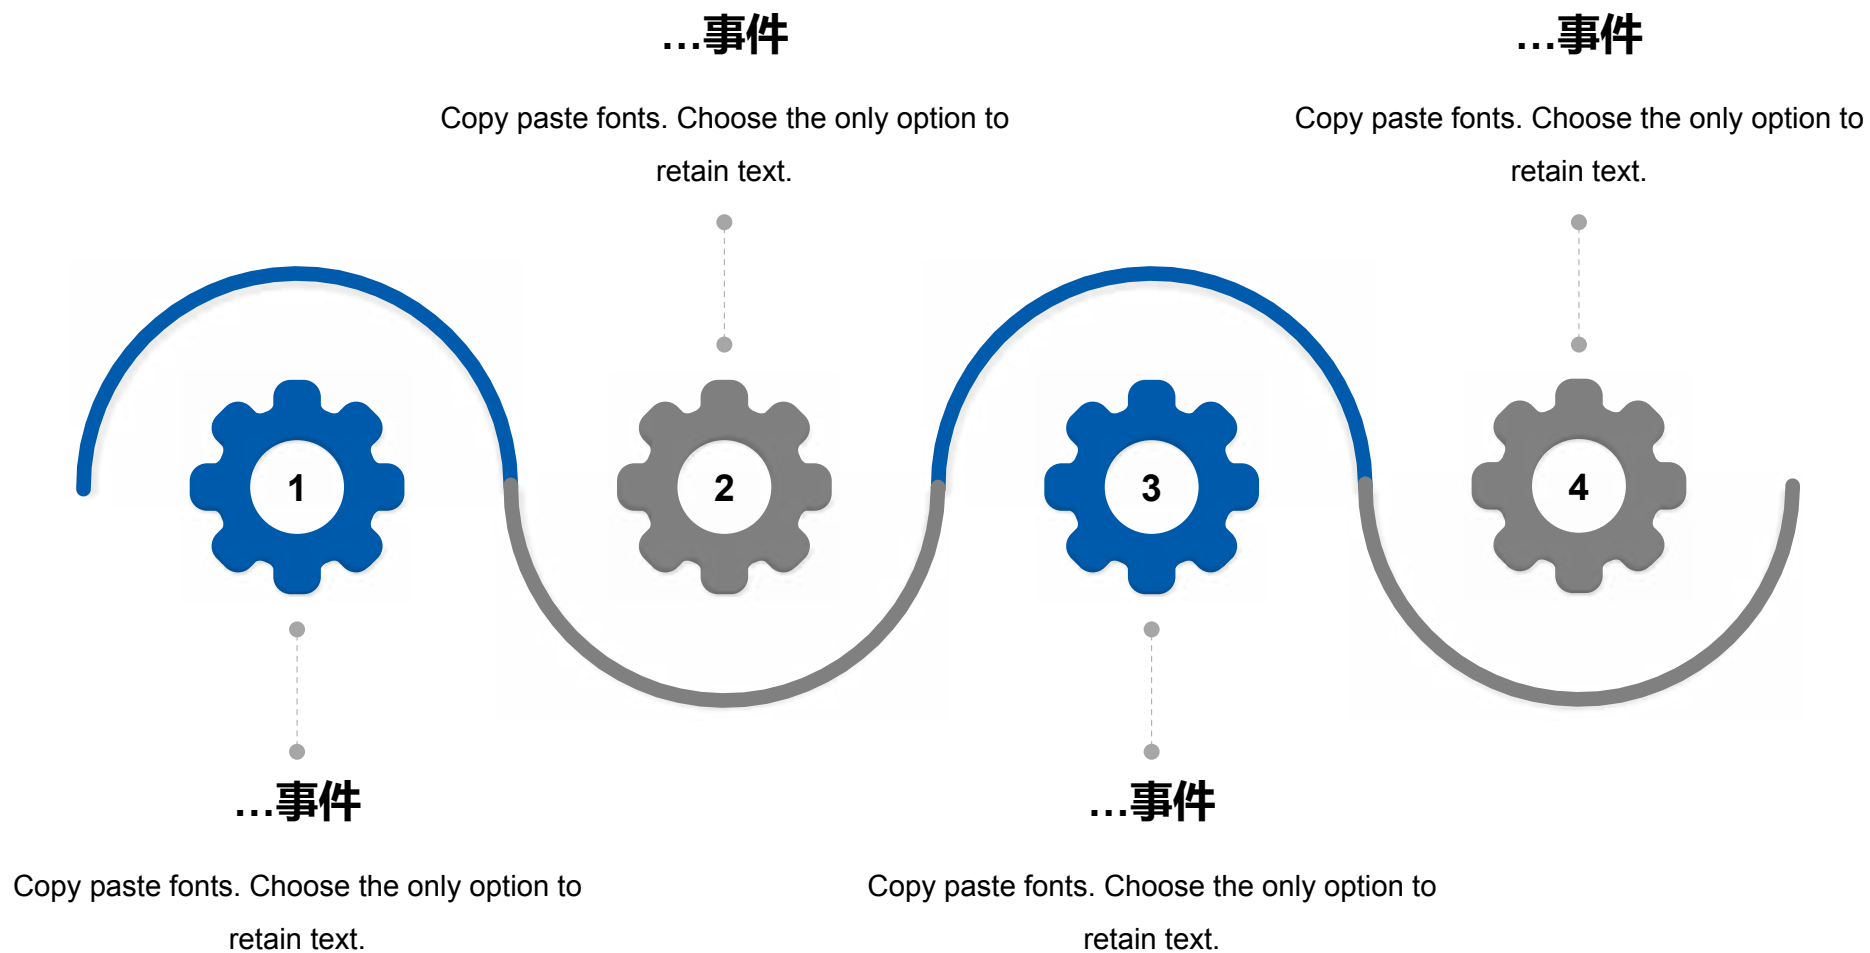 …事件
Copy paste fonts. Choose the only option to
retain text.
…事件
Copy paste fonts. Choose the only option to
retain text.
1
2
3
4
…事件
Copy paste fonts. Choose the only option to
retain text.
…事件
Copy paste fonts. Choose the only option to
retain text.